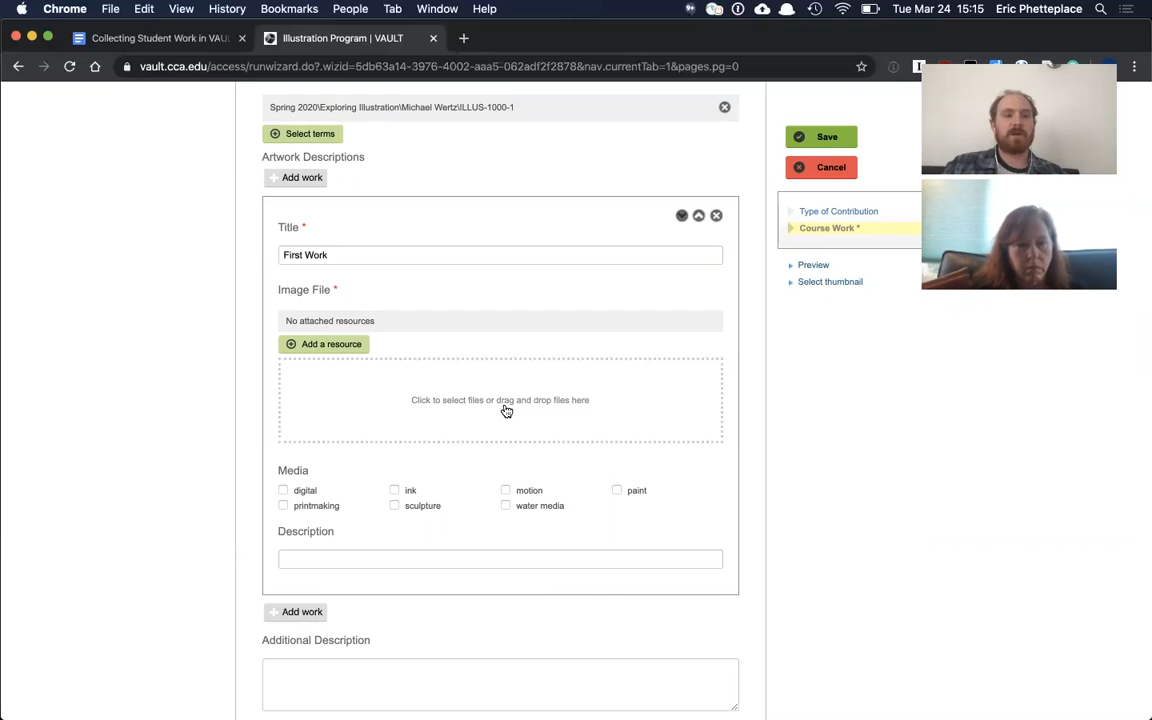 Chrome File Edit View History Bookmarks People Tab Window Help Tue Mar 24 15:15 Eric Phetteplace
Collecting Student Work in VAU
Illustration Program | VAULT
vault.cca.edu/access/runwizard.do?.wizid=5db63a14-3976-4002-aaa5-062adf2f2878&nav.currentTab=1&pages.pg=0
Spring 2020\Exploring Illustration\Michael Wertz\ILLUS-1000-1
Select terms
Save
Artwork Descriptions
Cancel
Add work
Type of Contribution
Title *
Course Work *
First Work
Preview
Image File *
Select thumbnail
No attached resources
Add a resource
Click to select files or drag and drop files here
Media
digital ink motion paint
printmaking sculpture water media
Description
Add work
Additional Description